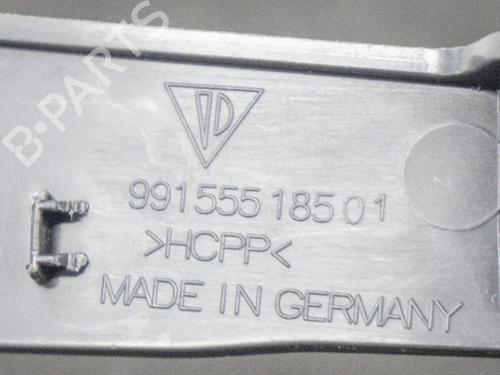 B-PARTS
991 555 185 01
>HCPP<
MADE IN GERMANY